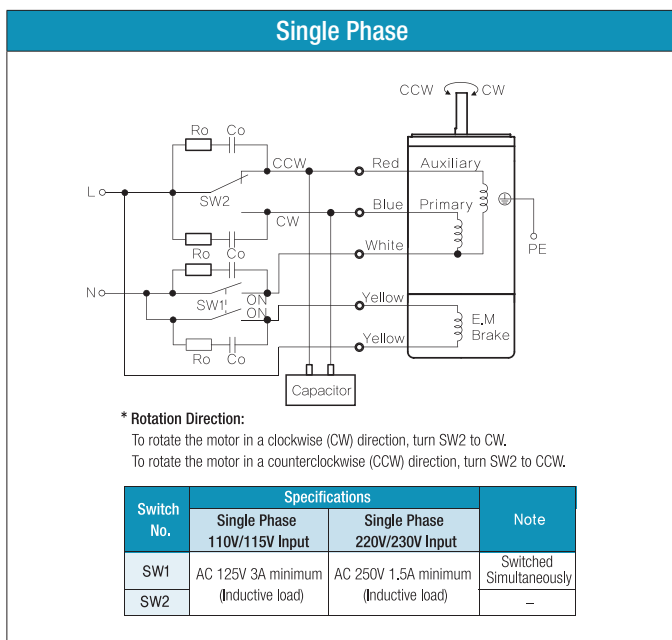 Single Phase
CCW CW
Ro Co
CCW Red Auxiliary
L SW2
Blue Primary
CW
PE
Ro Co White
N
SW1 ON
ON
Yellow
E.M
Brake
Yellow
Ro Co
Capacitor
* Rotation Direction:
To rotate the motor in a clockwise (CW) direction, turn SW2 to CW.
To rotate the motor in a counterclockwise (CCW) direction, turn SW2 to CCW.
Switch No. Specifications Note
Single Phase 110V/115V Input Single Phase 220V/230V Input
SW1 AC 125V 3A minimum (Inductive load) AC 250V 1.5A minimum (Inductive load) Switched Simultaneously
SW2 –